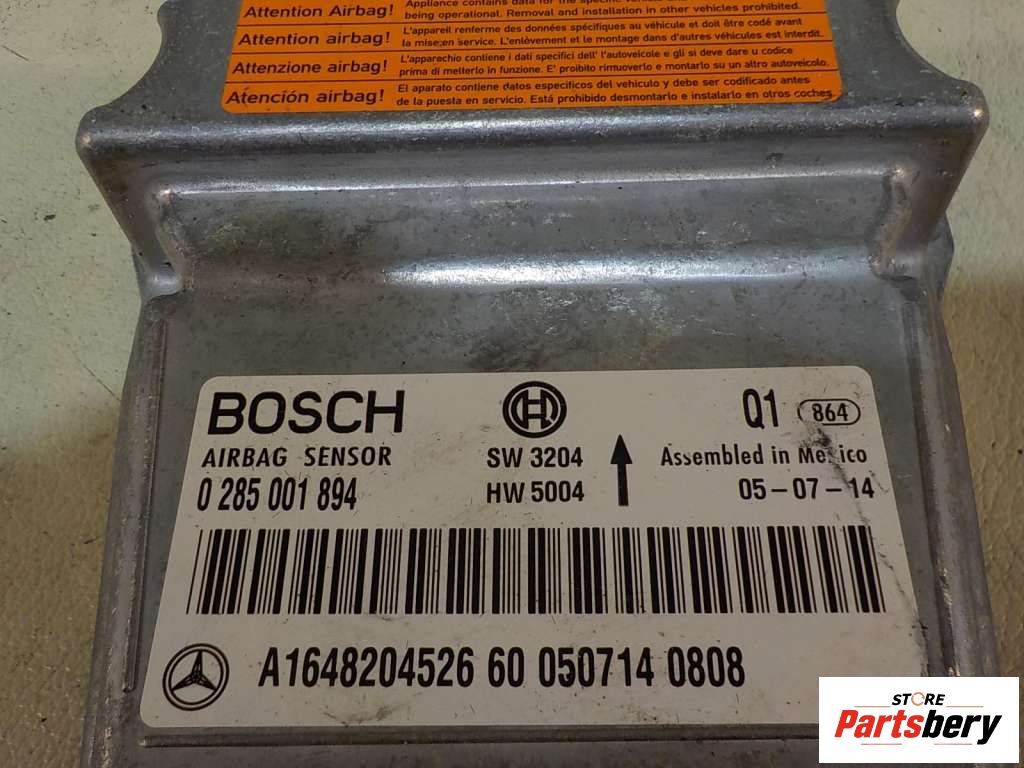 Attention Airbag! Appliance contains data for the specific
being operational. Removal and installation in other vehicles prohibited.
Attention airbag! L'appareil renferme des données spécifiques au véhicule et doit être codé avant
la mise;en service. L'enlèvement et le montage dans d'autres véhicules est interdit.
Attenzione airbag! L'apparechio contiene i dati specifici dell' l'autoveicole e gli si deve dare u codice
prima di melterlo in funzione. E' proibito rimuoverlo e montarlo su un altro autoveicolo.
Atención airbag! El aparato contiene datos especificos del vehiculo y debe ser codificado antes
de la puesta en servicio. Está prohibido desmontarlo e instalarlo en otros coches
BOSCH Q1 864
AIRBAG SENSOR SW 3204 Assembled in Mexico
0 285 001 894 HW 5004 05-07-14
A1648204526 60 050714 0808
STORE
Partsbery